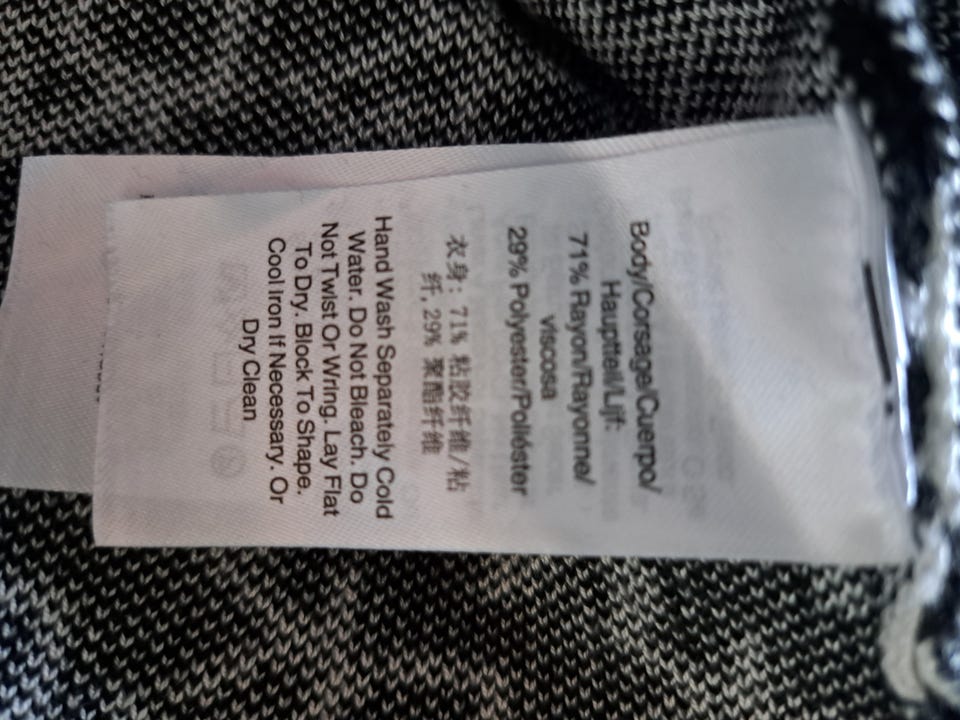 Body/Corsage/Cuerpo/
Hauptteil/Lijf:
71% Rayon/Rayonne/
viscosa
29% Polyester/Poliéster
衣身: 71% 粘胶纤维/粘
纤, 29% 聚酯纤维
Hand Wash Separately Cold
Water. Do Not Bleach. Do
Not Twist Or Wring. Lay Flat
To Dry. Block To Shape.
Cool Iron If Necessary. Or
Dry Clean